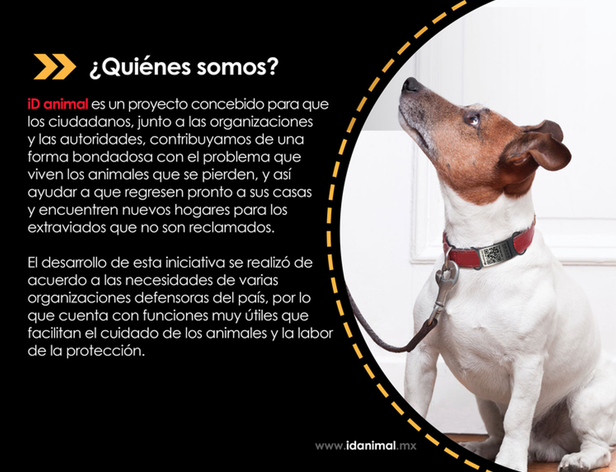 ¿Quiénes somos?
iD animal es un proyecto concebido para que
los ciudadanos, junto a las organizaciones
y las autoridades, contribuyamos de una
forma bondadosa con el problema que
viven los animales que se pierden, y así
ayudar a que regresen pronto a sus casas
y encuentren nuevos hogares para los
extraviados que no son reclamados.
El desarrollo de esta iniciativa se realizó de
acuerdo a las necesidades de varias
organizaciones defensoras del país, por lo
que cuenta con funciones muy útiles que
facilitan el cuidado de los animales y la labor
de la protección.
www.idanimal.mx